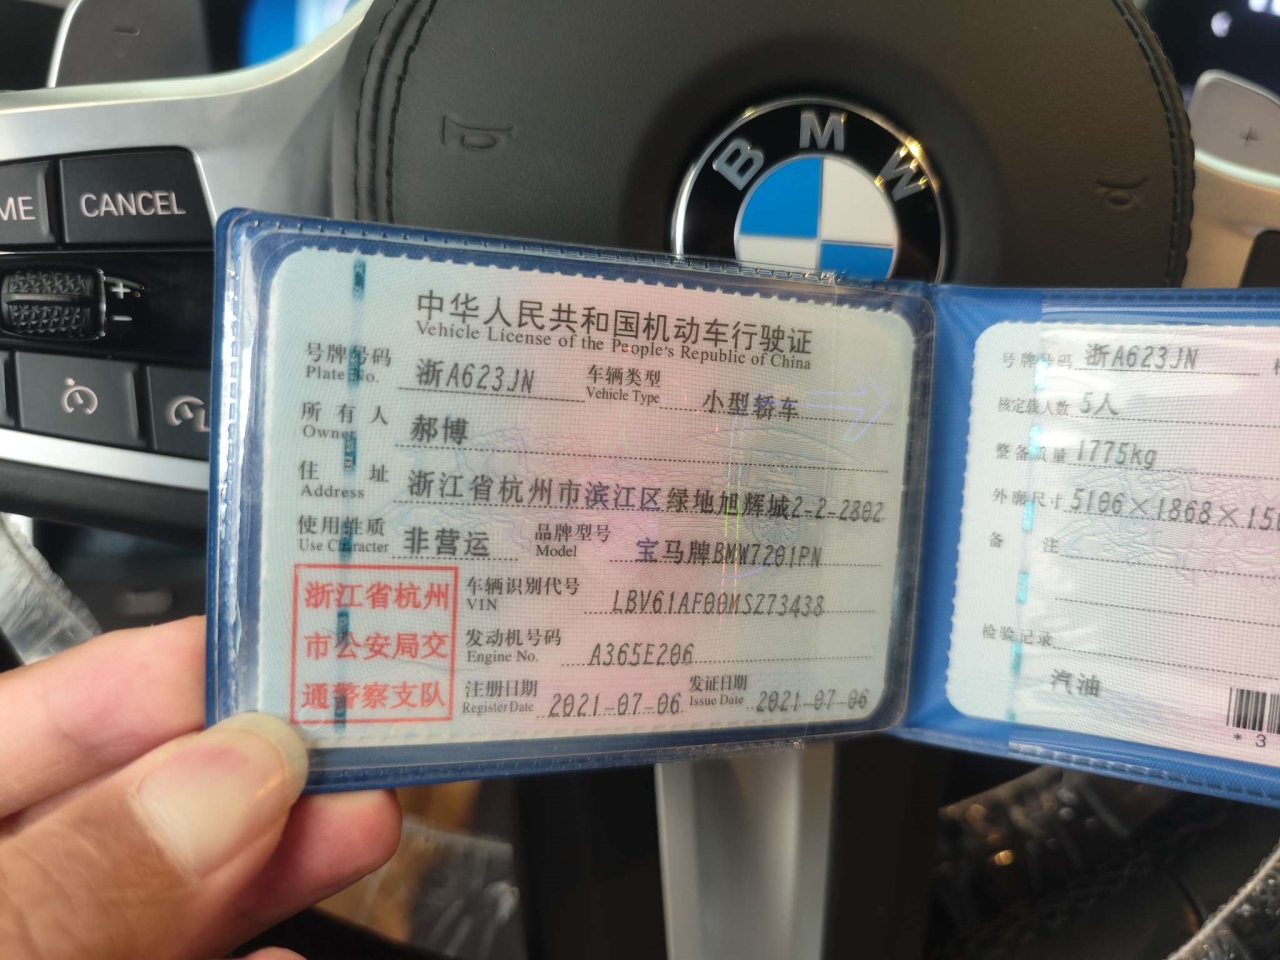 BMW
ME
CANCEL
+
−
+
中华人民共和国机动车行驶证
Vehicle License of the People's Republic of China
号牌号码 浙A623JN 车辆类型 小型轿车
Plate No. Vehicle Type
所有人 郝博
Owner
住址 浙江省杭州市滨江区绿地旭辉城2-2-2802
Address
使用性质 非营运 品牌型号 宝马牌BMW7201PN
Use Character Model
浙江省杭州
市公安局交
通警察支队
车辆识别代号 LBV61AF00MSZ73438
VIN
发动机号码 A365E206
Engine No.
注册日期 2021-07-06 发证日期 2021-07-06
Register Date Issue Date
号牌号码 浙A623JN
核定载人数 5人
整备质量 1775kg
外廓尺寸 5106×1868×15
备注
检验记录
汽油
*3